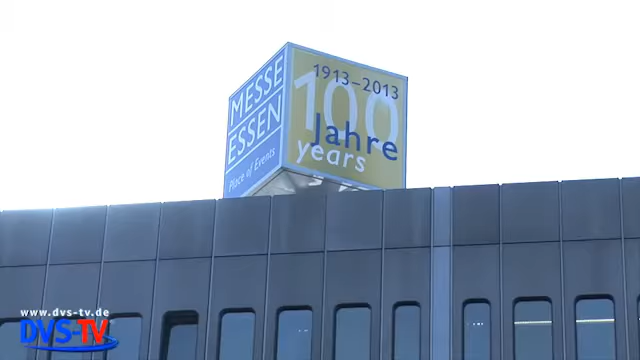 MESSE
ESSEN
Place of Events
1913–2013
100
Jahre
years
www.dvs-tv.de
DVS-TV